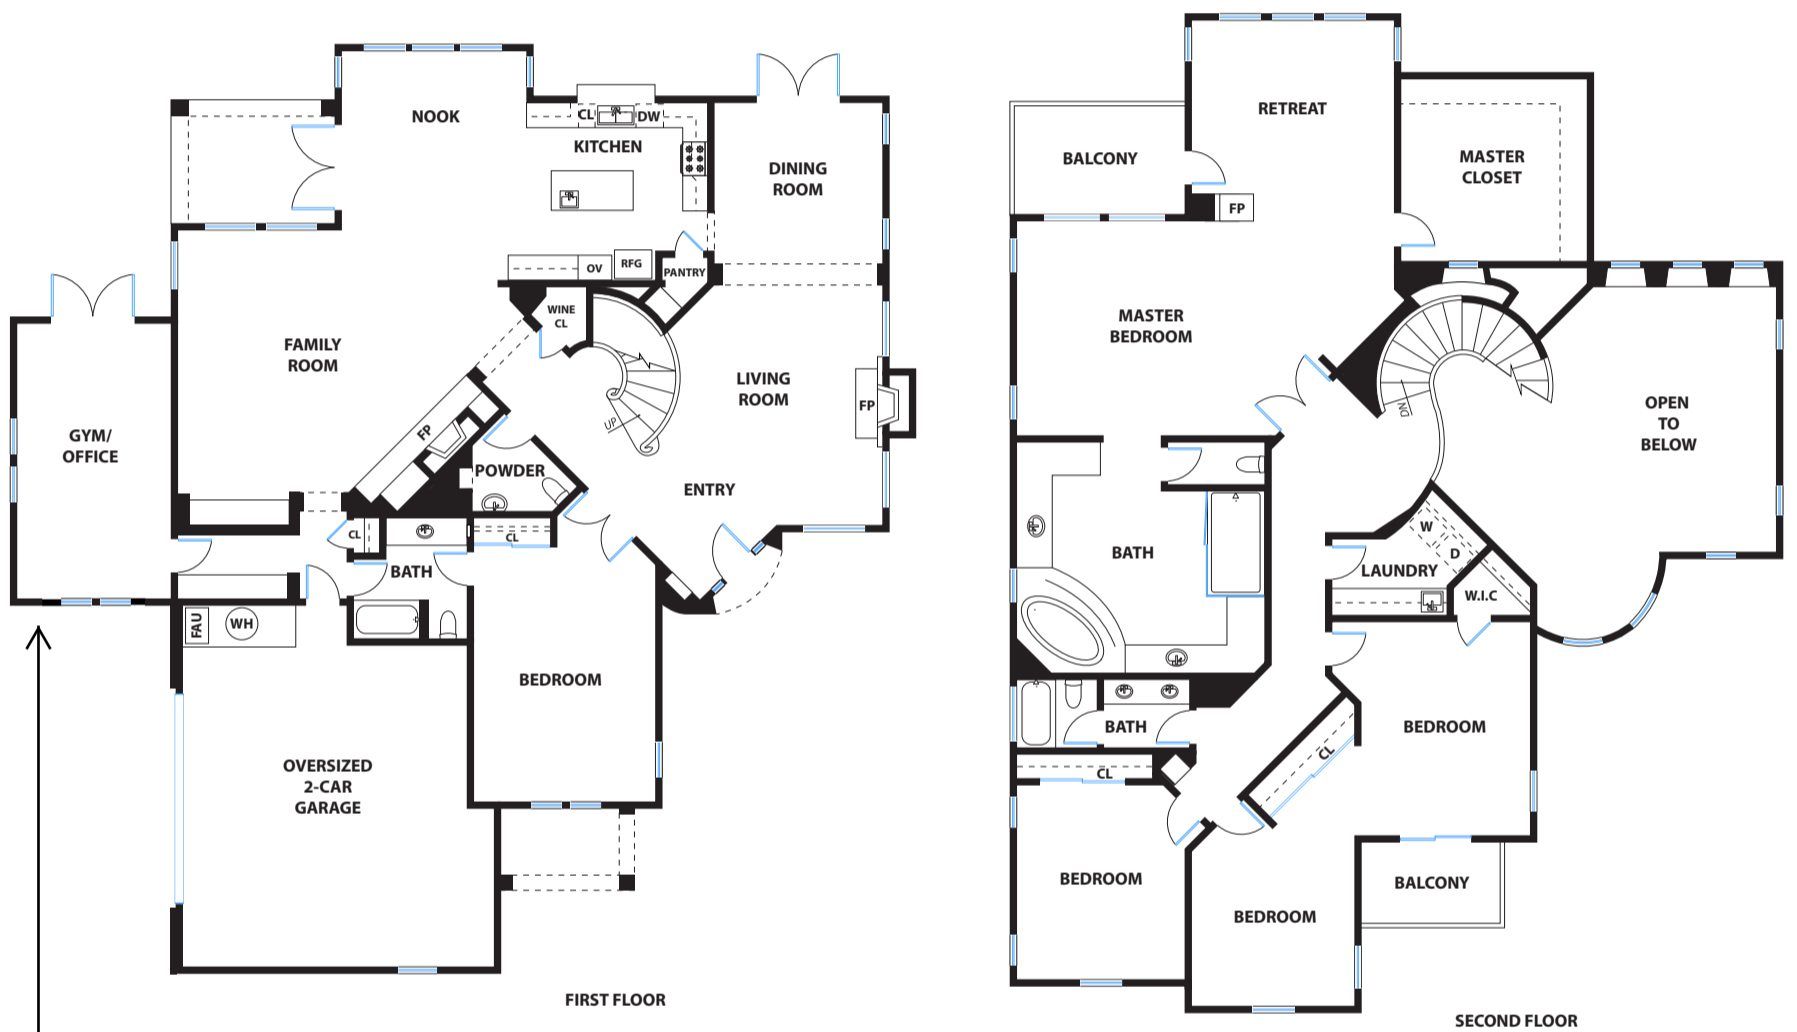 NOOK
CL
DW
KITCHEN
DINING
ROOM
OV
RFG
PANTRY
WINE
CL
FAMILY
ROOM
LIVING
ROOM
FP
UP
FP
GYM/
OFFICE
POWDER
ENTRY
CL
CL
BATH
FAU
WH
BEDROOM
OVERSIZED
2-CAR
GARAGE
FIRST FLOOR
RETREAT
BALCONY
MASTER
CLOSET
FP
MASTER
BEDROOM
DN
OPEN
TO
BELOW
BATH
W
D
LAUNDRY
W.I.C
BATH
BEDROOM
CL
CL
BEDROOM
BALCONY
BEDROOM
SECOND FLOOR